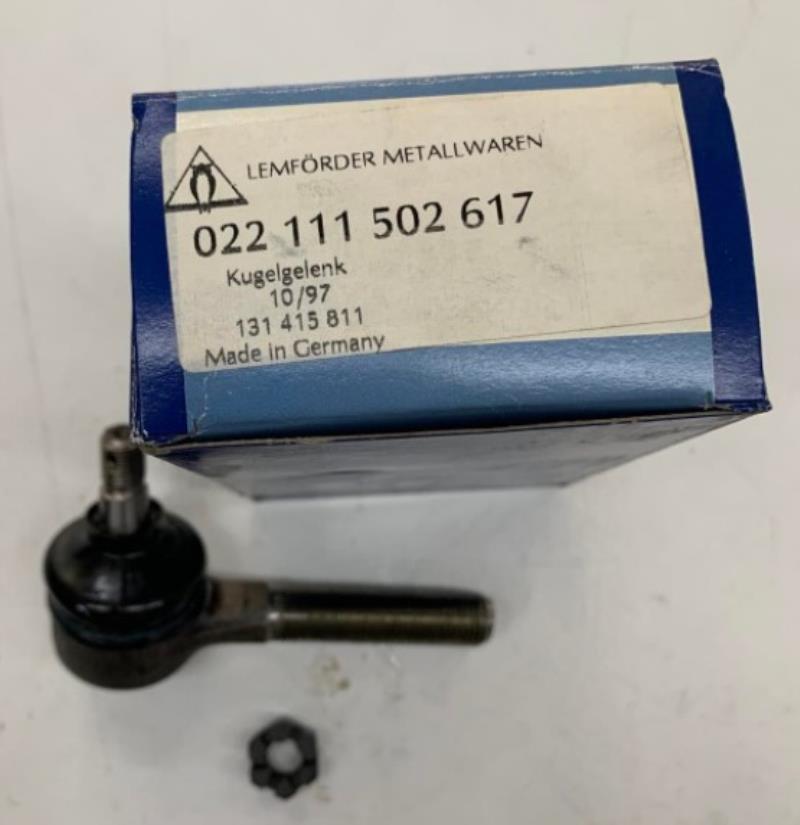 LEMFÖRDER METALLWAREN
022 111 502 617
Kugelgelenk
10/97
131 415 811
Made in Germany